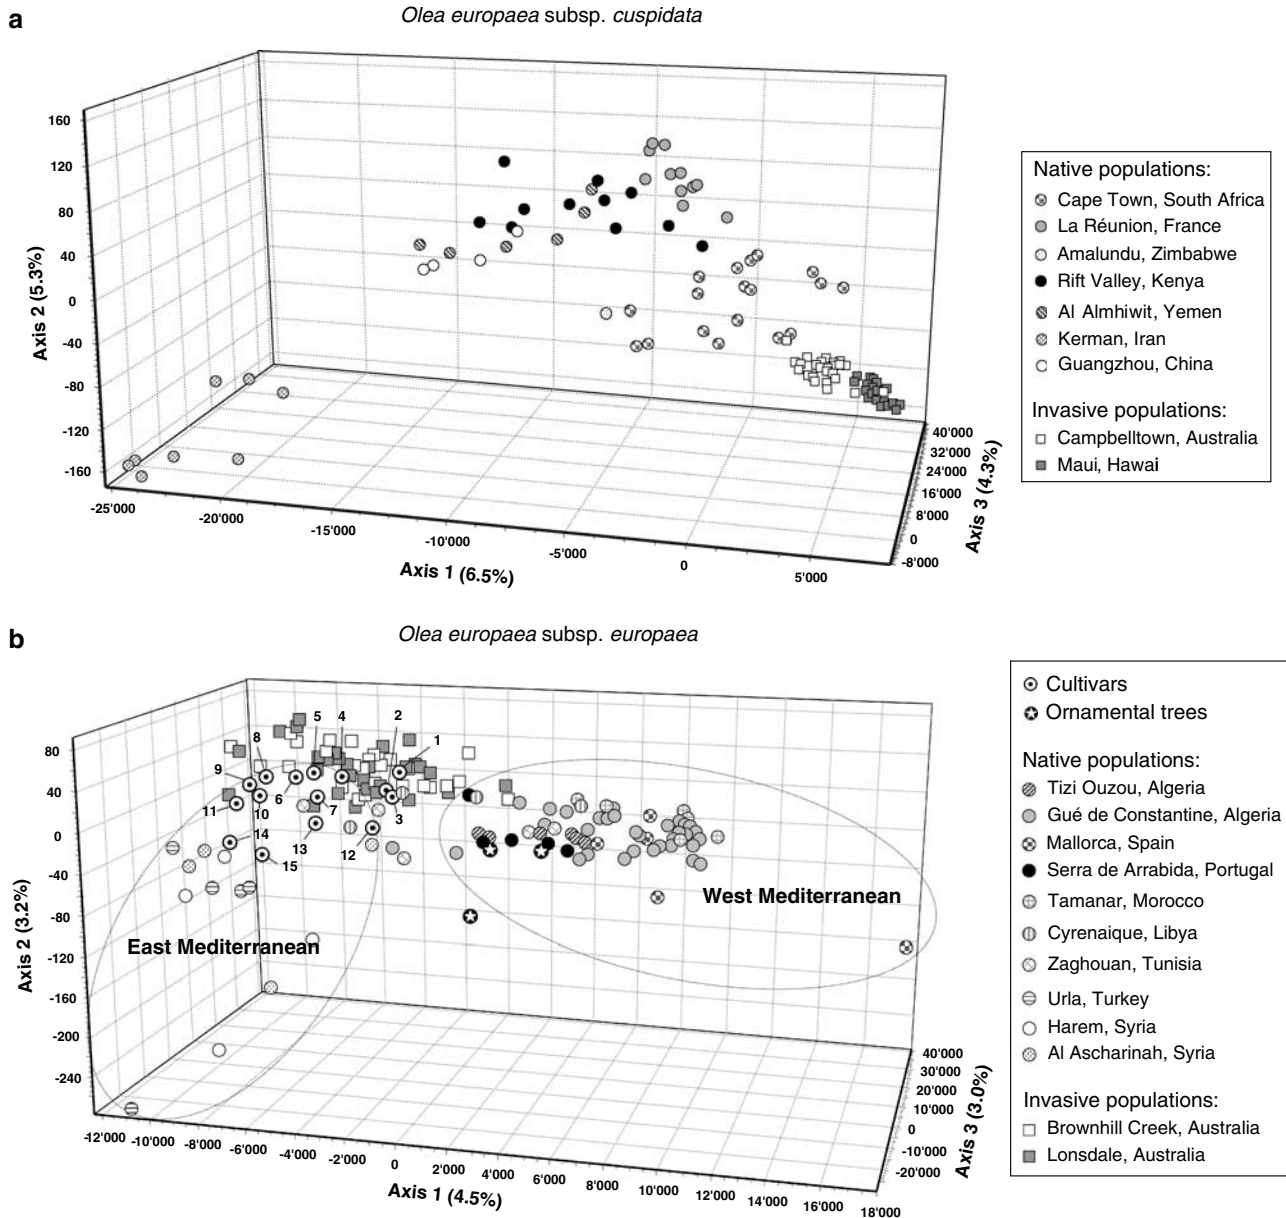 a
Olea europaea subsp. cuspidata
160
120
80
40
0
-40
-80
-120
-160
Axis 2 (5.3%)
-25'000
-20'000
-15'000
-10'000
-5'000
0
5'000
Axis 1 (6.5%)
40'000
32'000
24'000
16'000
8'000
0
-8'000
Axis 3 (4.3%)
Native populations:
Cape Town, South Africa
La Réunion, France
Amalundu, Zimbabwe
Rift Valley, Kenya
Al Almhiwit, Yemen
Kerman, Iran
Guangzhou, China
Invasive populations:
Campbelltown, Australia
Maui, Hawai
b
Olea europaea subsp. europaea
80
40
0
-40
-80
-120
-160
-200
-240
Axis 2 (3.2%)
5
4
2
1
8
9
6
7
3
11
10
14
13
12
15
East Mediterranean
West Mediterranean
-12'000
-10'000
-8'000
-6'000
-4'000
-2'000
0
2'000
4'000
6'000
8'000
10'000
12'000
14'000
16'000
18'000
Axis 1 (4.5%)
40'000
30'000
20'000
10'000
0
-10'000
-20'000
Axis 3 (3.0%)
Cultivars
Ornamental trees
Native populations:
Tizi Ouzou, Algeria
Gué de Constantine, Algeria
Mallorca, Spain
Serra de Arrabida, Portugal
Tamanar, Morocco
Cyrenaique, Libya
Zaghouan, Tunisia
Urla, Turkey
Harem, Syria
Al Ascharinah, Syria
Invasive populations:
Brownhill Creek, Australia
Lonsdale, Australia